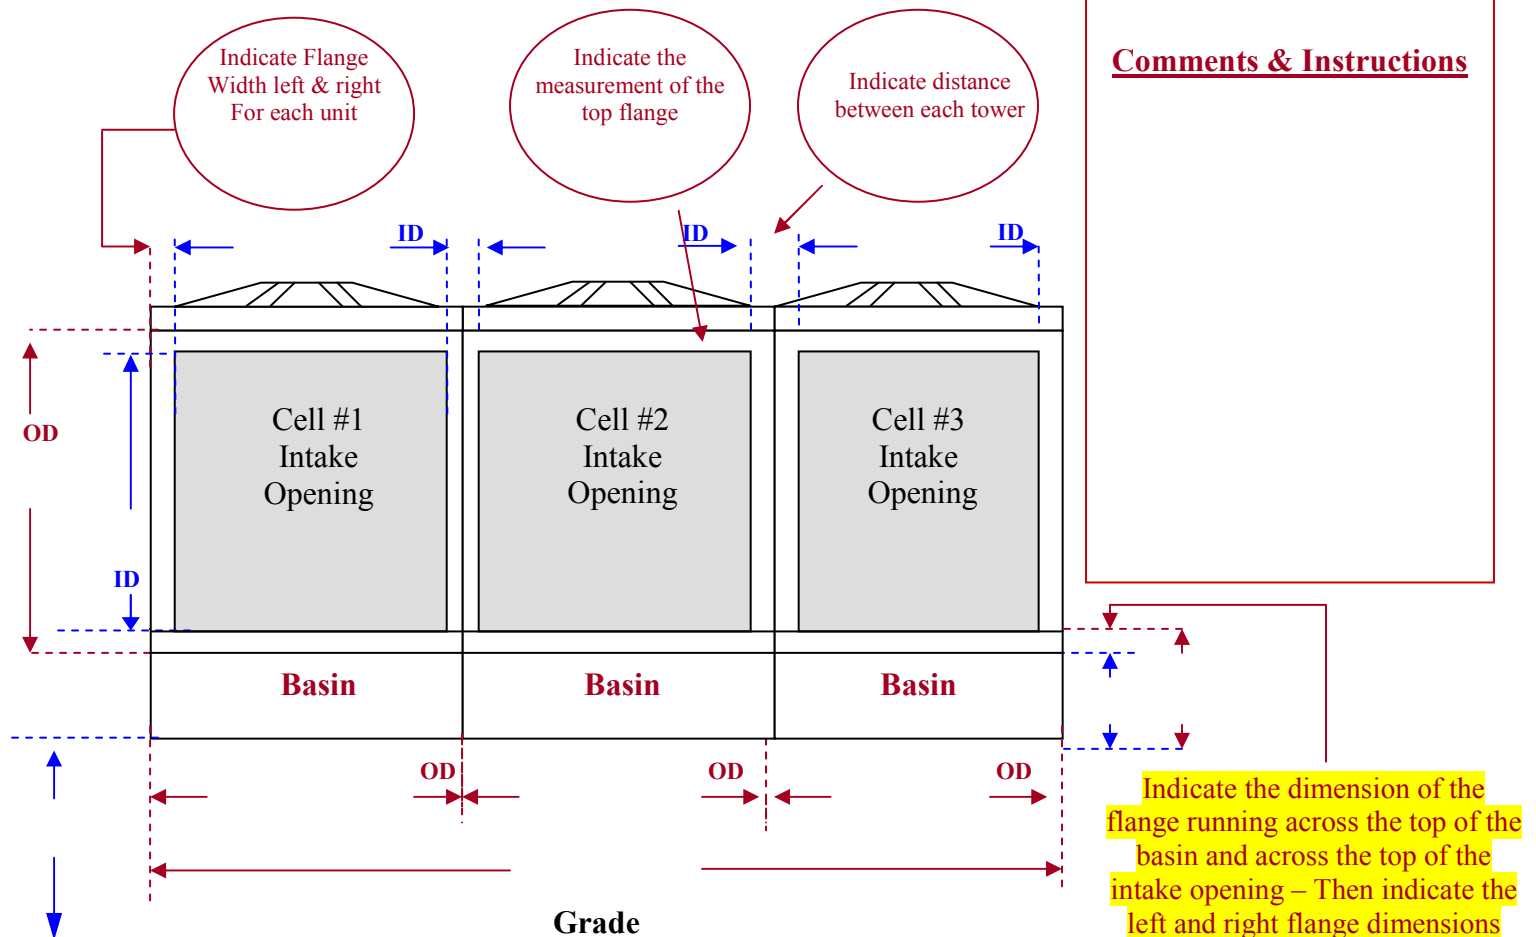 Indicate Flange
Width left & right
For each unit
Indicate the
measurement of the
top flange
Indicate distance
between each tower
Comments & Instructions
ID
ID
ID
OD
ID
Cell #1
Intake
Opening
Cell #2
Intake
Opening
Cell #3
Intake
Opening
Basin
Basin
Basin
OD
OD
OD
Indicate the dimension of the
flange running across the top of the
basin and across the top of the
intake opening – Then indicate the
left and right flange dimensions
Grade